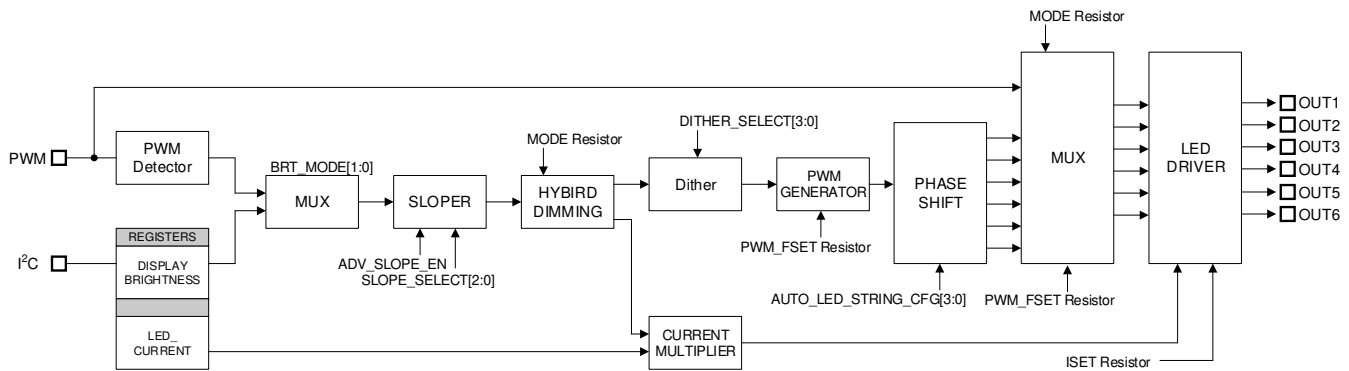 MODE Resistor
OUT1
DITHER_SELECT[3:0]
OUT2
MODE Resistor
PWM
PWM
Detector
BRT_MODE[1:0]
OUT3
MUX
LED
DRIVER
OUT4
MUX
SLOPER
HYBIRD
DIMMING
Dither
PWM
GENERATOR
PHASE
SHIFT
OUT5
OUT6
REGISTERS
I²C
DISPLAY
BRIGHTNESS
ADV_SLOPE_EN
SLOPE_SELECT[2:0]
PWM_FSET Resistor
AUTO_LED_STRING_CFG[3:0]
PWM_FSET Resistor
LED_
CURRENT
CURRENT
MULTIPLIER
ISET Resistor